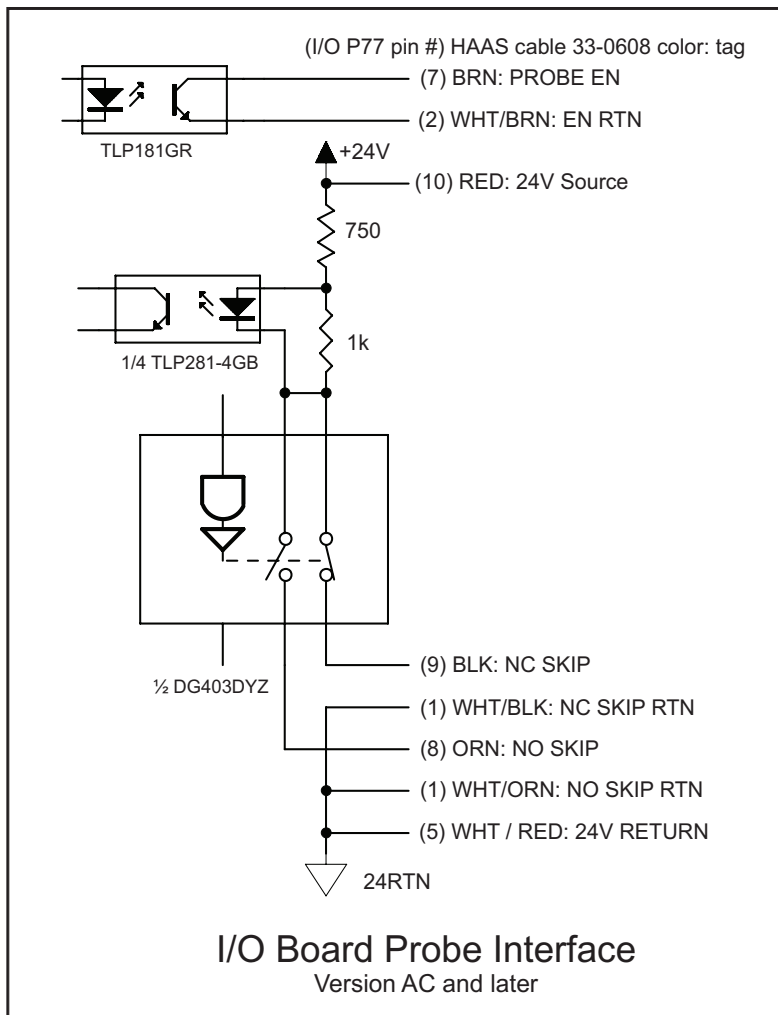 (I/O P77 pin #) HAAS cable 33-0608 color: tag
(7) BRN: PROBE EN
(2) WHT/BRN: EN RTN
TLP181GR
+24V
(10) RED: 24V Source
750
1/4 TLP281-4GB
1k
½ DG403DYZ
(9) BLK: NC SKIP
(1) WHT/BLK: NC SKIP RTN
(8) ORN: NO SKIP
(1) WHT/ORN: NO SKIP RTN
(5) WHT / RED: 24V RETURN
24RTN
I/O Board Probe Interface
Version AC and later